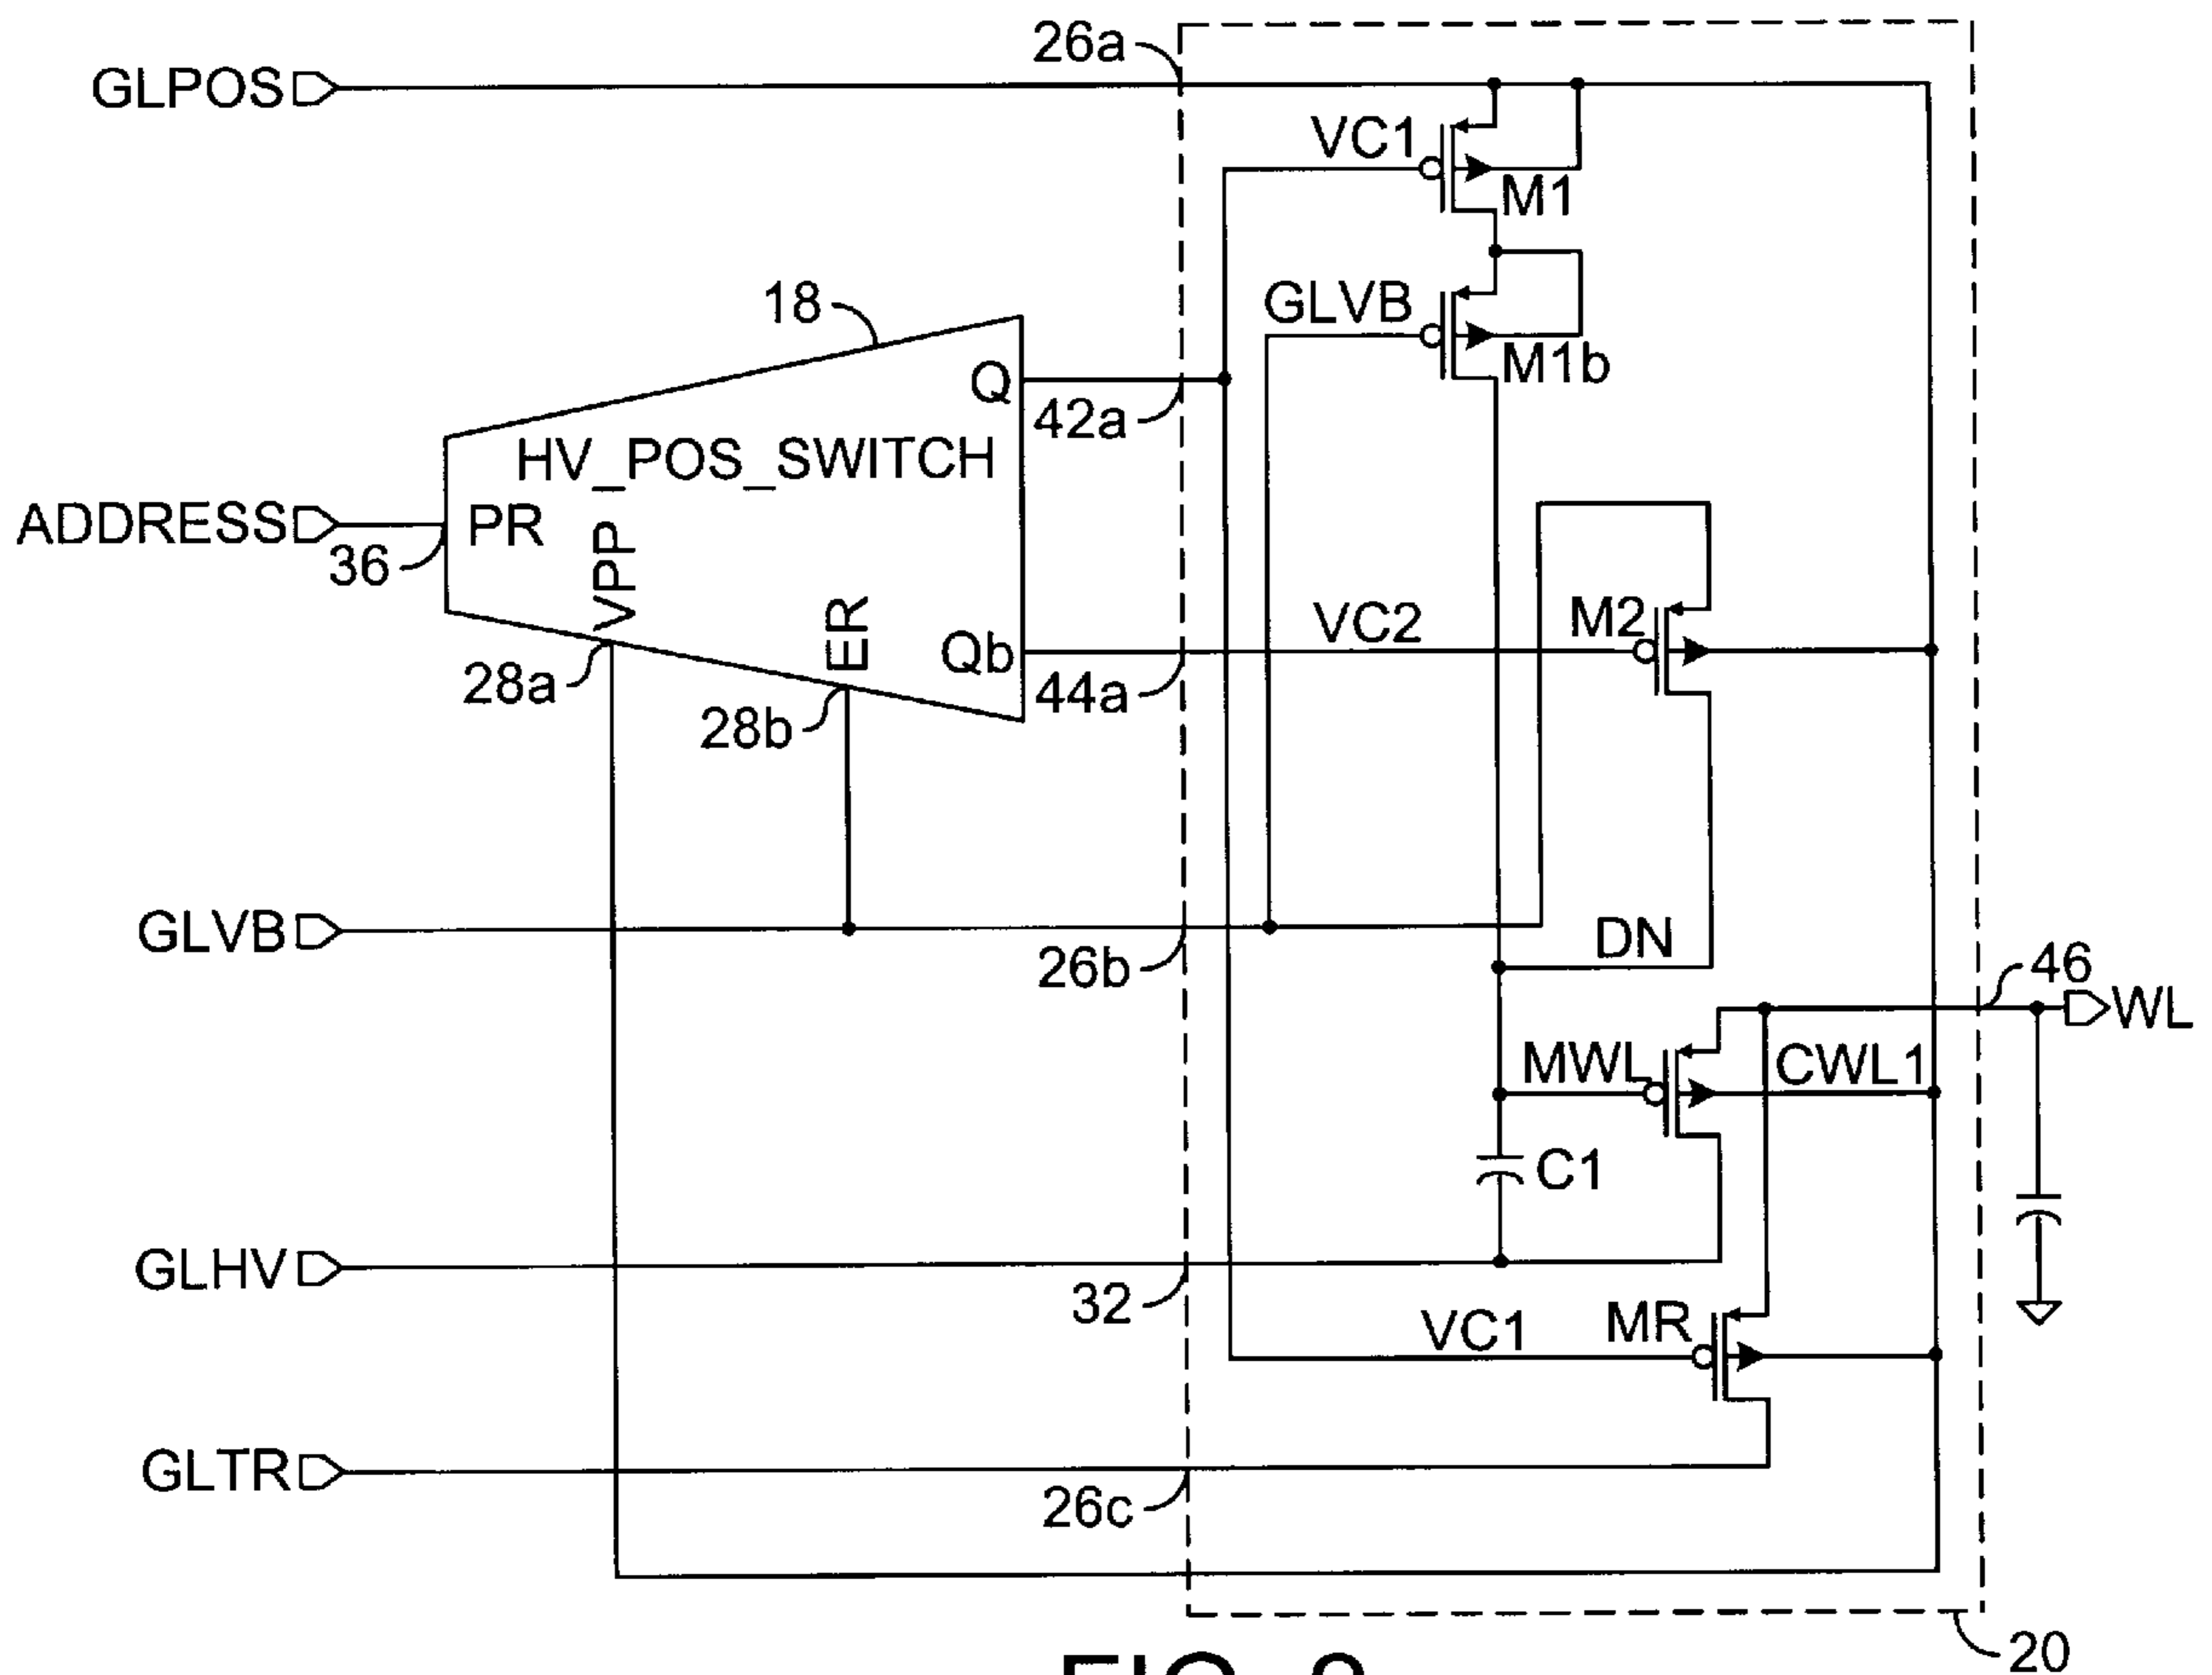 26a
GLPOS
VC1
M1
18
GLVB
M1b
Q
42a
HV_POS_SWITCH
ADDRESS
PR
36
VPP
ER
Qb
VC2
M2
28a
28b
44a
GLVB
26b
DN
46
WL
MWL
CWL1
C1
GLHV
32
VC1
MR
GLTR
26c
20